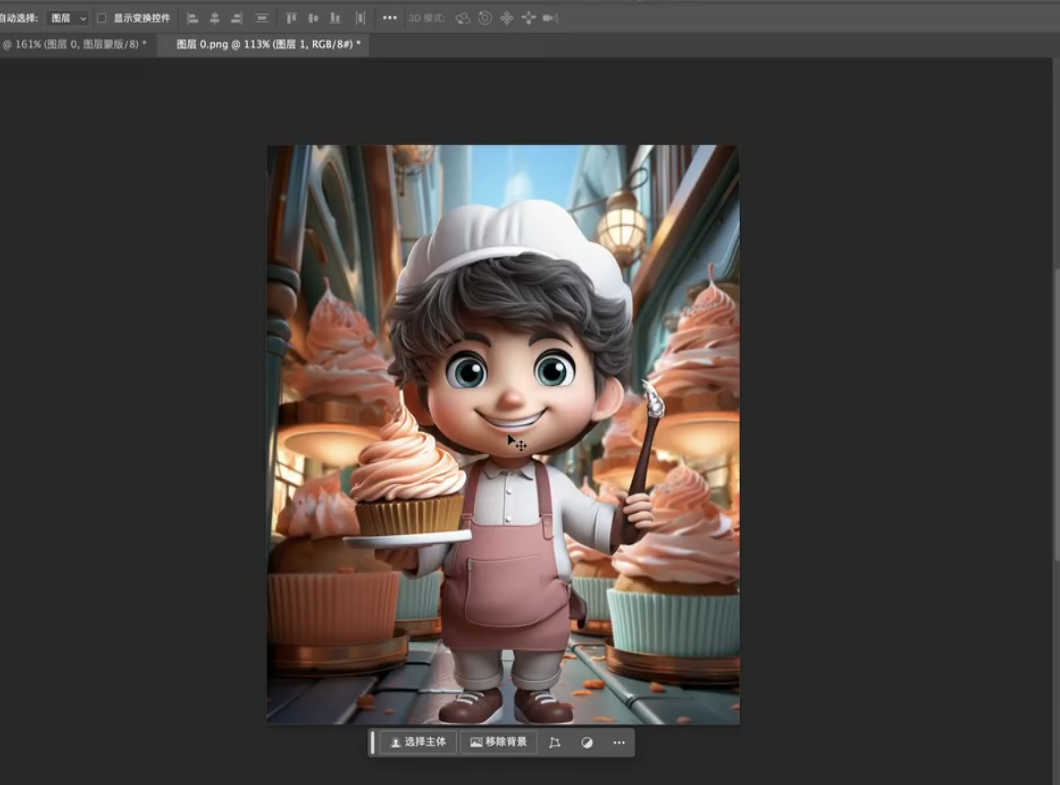 自动选择: 图层 显示变换控件 ••• 3D 模式:
@ 161% (图层 0, 图层蒙版/8) * 图层 0.png @ 113% (图层 1, RGB/8#) *
选择主体 移除背景 •••